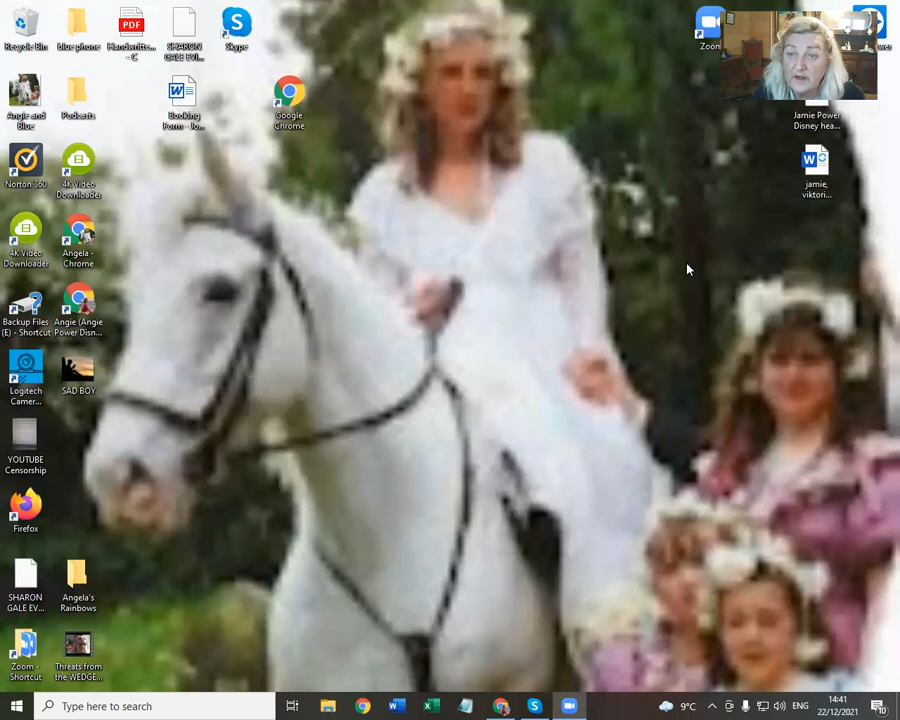 Recycle Bin
blue phone
PDF
Handwritte...
- C
SHARON
GALE EVI...
Skype
Zoom
Angie and
Blue
Podcasts
Booking
Form - Jo...
Google
Chrome
Jamie Power
Disney hea...
Norton 360
4K Video
Downloader
jamie,
viktori...
4K Video
Downloader
Angela -
Chrome
Backup Files
(E) - Shortcut
Angie (Angie
Power Disn...
Logitech
Camer...
SAD BOY
YOUTUBE
Censorship
Firefox
SHARON
GALE EV...
Angela's
Rainbows
Zoom -
Shortcut
Threats from
the WEDGE...
Type here to search
9°C
ENG
14:41
22/12/2021
10